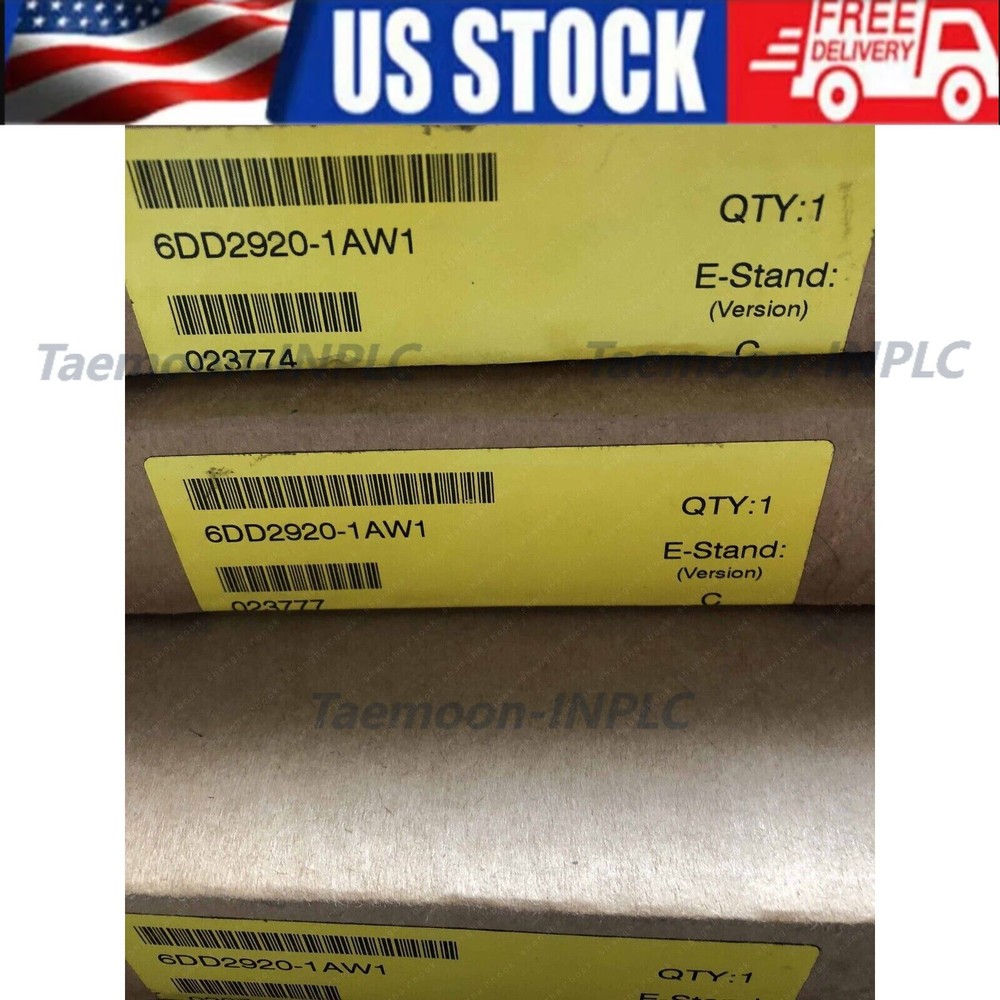 US STOCK
FREE
DELIVERY
6DD2920-1AW1
QTY:1
E-Stand:
(Version)
023774
C
Taemoon-INPLC
Taemoon-INPLC
6DD2920-1AW1
QTY:1
E-Stand:
(Version)
023777
C
Taemoon-INPLC
6DD2920-1AW1
QTY:1